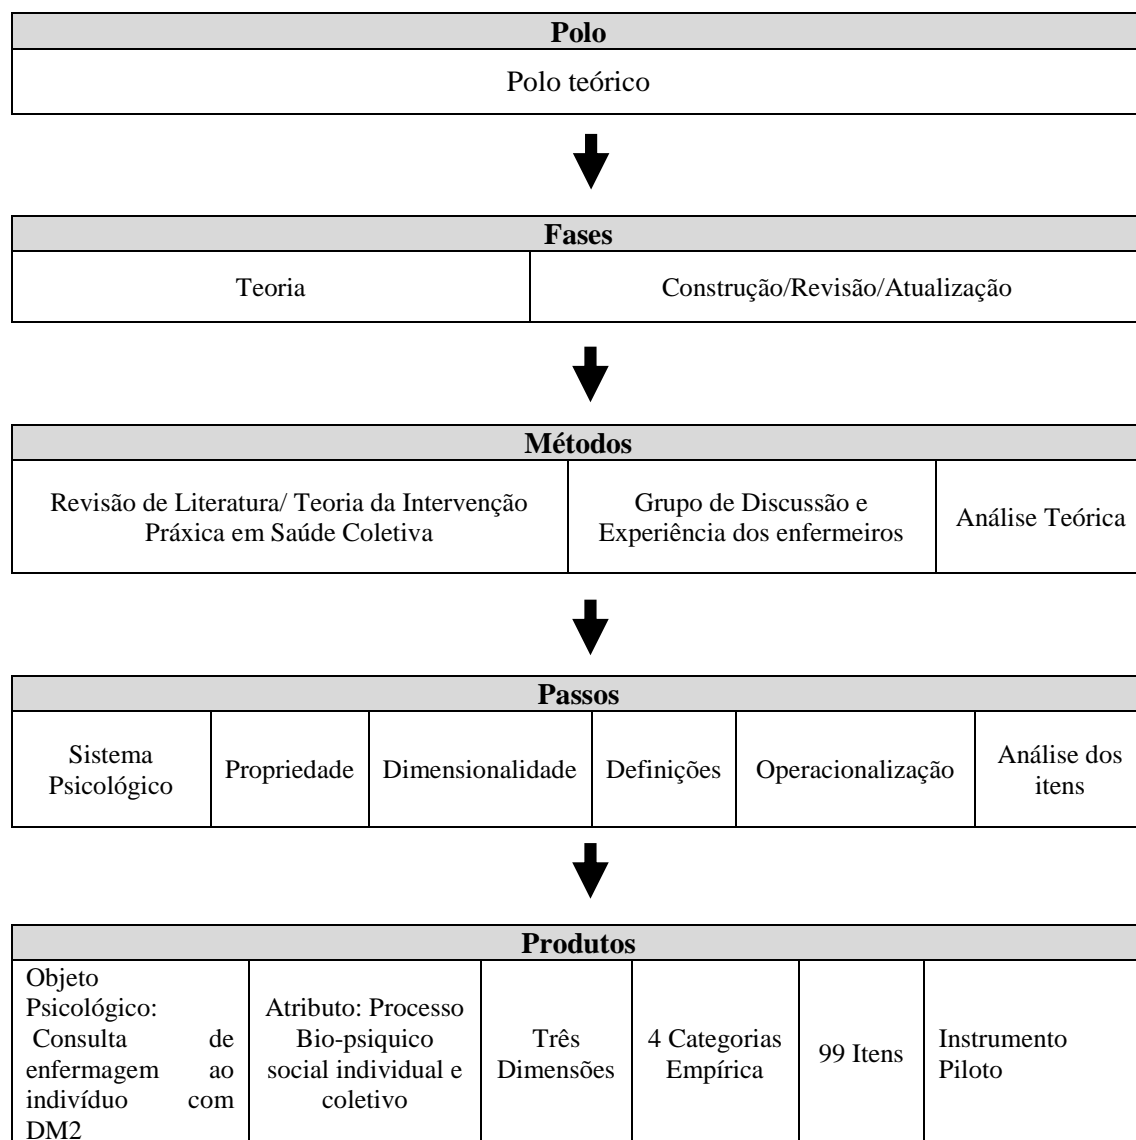 Polo
Polo teórico
Fases
Teoria
Construção/Revisão/Atualização
Métodos
Revisão de Literatura/ Teoria da Intervenção
Práxica em Saúde Coletiva
Grupo de Discussão e
Experiência dos enfermeiros
Análise Teórica
Passos
Sistema
Psicológico
Propriedade
Dimensionalidade
Definições
Operacionalização
Análise dos
itens
Produtos
Objeto
Psicológico:
Consulta de
enfermagem ao
indivíduo com
DM2
Atributo: Processo
Bio-psiquico
social individual e
coletivo
Três
Dimensões
4 Categorias
Empírica
99 Itens
Instrumento
Piloto